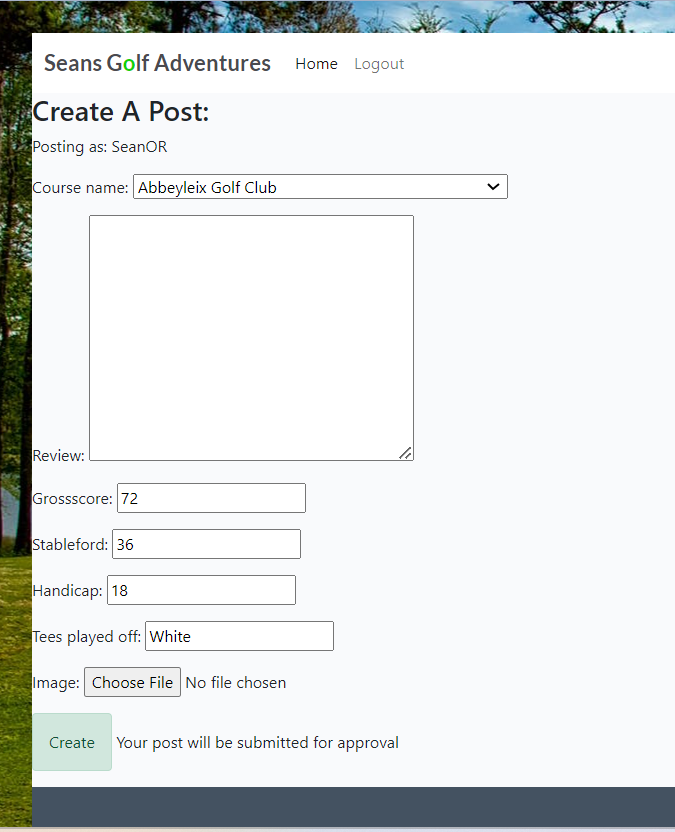 Seans Golf Adventures Home Logout
Create A Post:
Posting as: SeanOR
Course name: Abbeyleix Golf Club
Review:
Grossscore: 72
Stableford: 36
Handicap: 18
Tees played off: White
Image: Choose File No file chosen
Create Your post will be submitted for approval